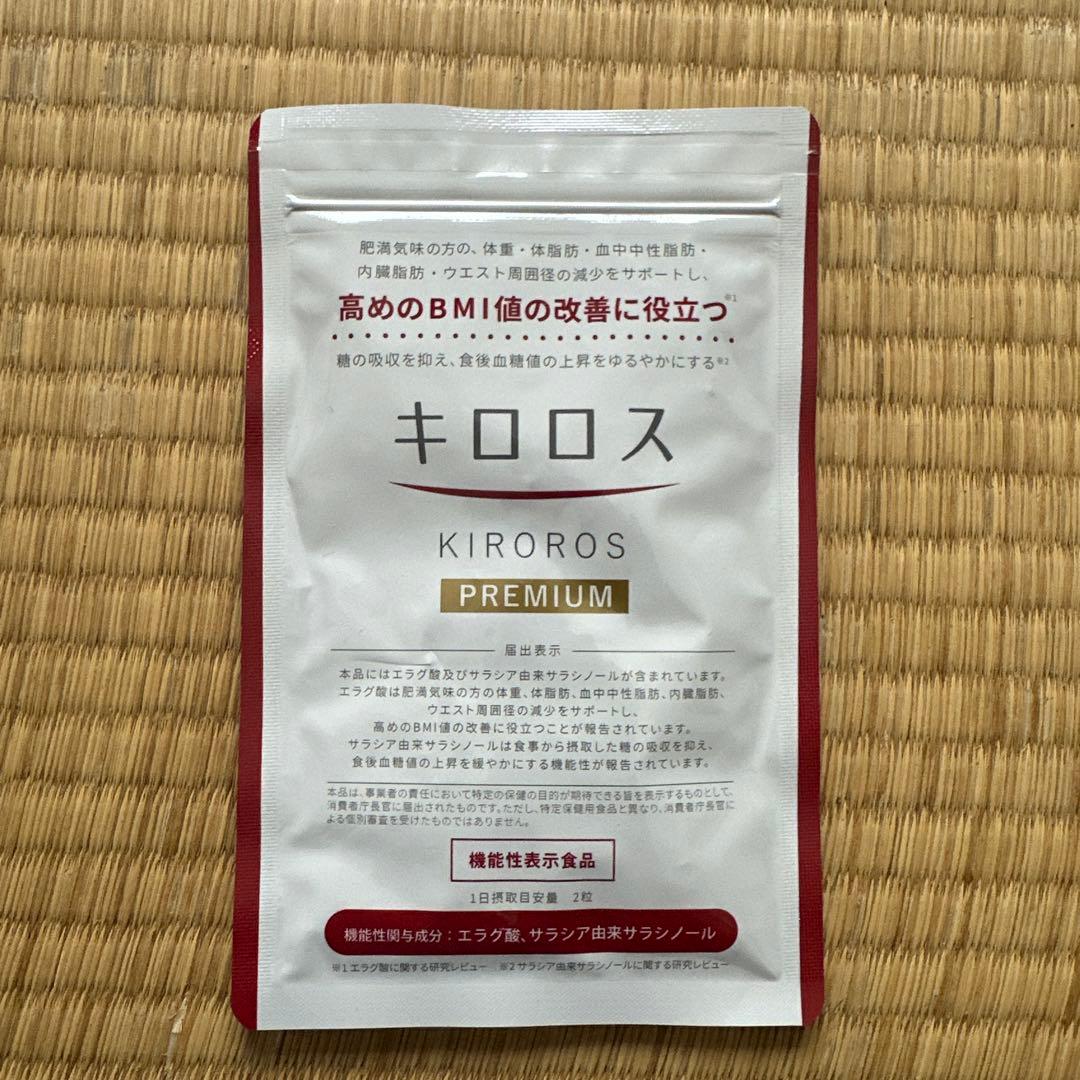 肥満気味の方の、体重・体脂肪・血中中性脂肪・
内臓脂肪・ウエスト周囲径の減少をサポートし、
高めのBMI値の改善に役立つ※1
糖の吸収を抑え、食後血糖値の上昇をゆるやかにする※2
キロロス
KIROROS
PREMIUM
届出表示
本品にはエラグ酸及びサラシア由来サラシノールが含まれています。
エラグ酸は肥満気味の方の体重、体脂肪、血中中性脂肪、内臓脂肪、
ウエスト周囲径の減少をサポートし、
高めのBMI値の改善に役立つことが報告されています。
サラシア由来サラシノールは食事から摂取した糖の吸収を抑え、
食後血糖値の上昇を緩やかにする機能性が報告されています。
本品は、事業者の責任において特定の保健の目的が期待できる旨を表示するものとして、
消費者庁長官に届出されたものです。ただし、特定保健用食品と異なり、消費者庁長官に
よる個別審査を受けたものではありません。
機能性表示食品
1日摂取目安量 2粒
機能性関与成分：エラグ酸、サラシア由来サラシノール
※1 エラグ酸に関する研究レビュー ※2 サラシア由来サラシノールに関する研究レビュー